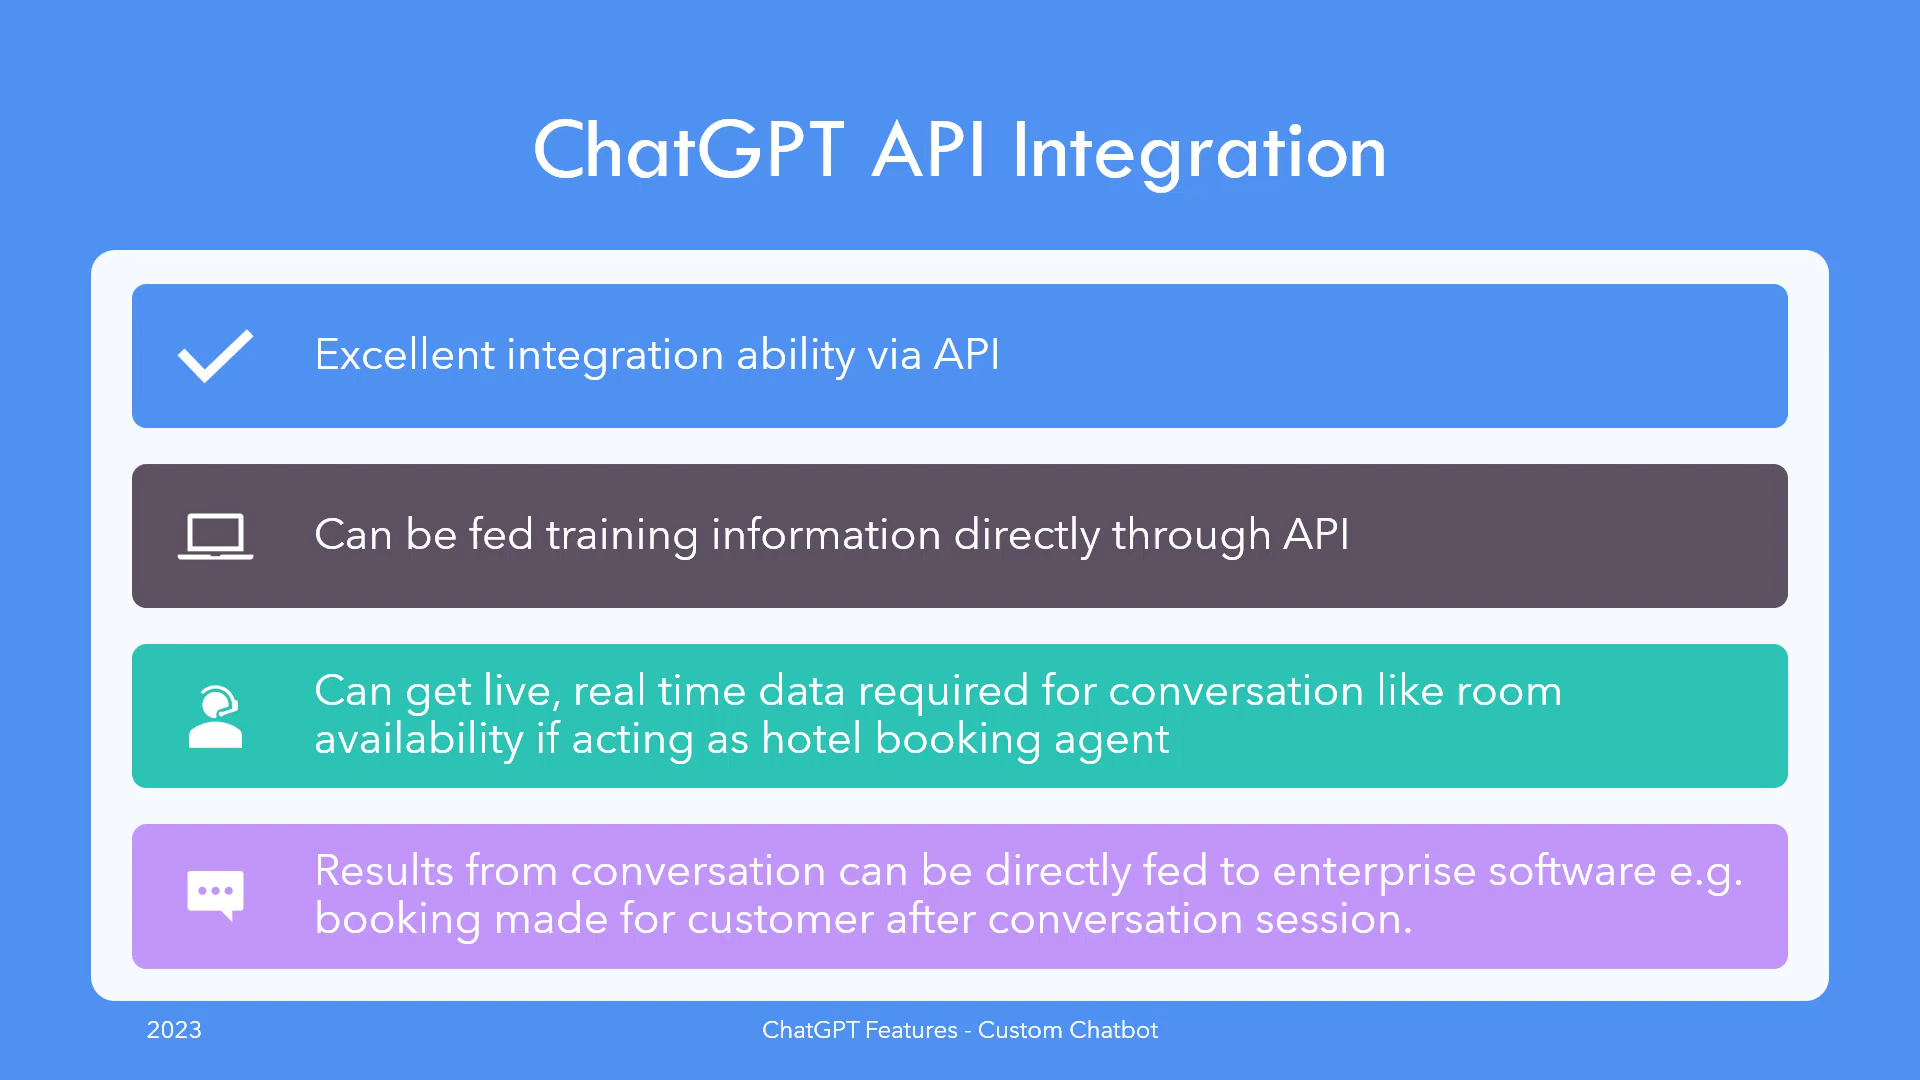 ChatGPT API Integration
Excellent integration ability via API
Can be fed training information directly through API
Can get live, real time data required for conversation like room
availability if acting as hotel booking agent
Results from conversation can be directly fed to enterprise software e.g.
booking made for customer after conversation session.
2023
ChatGPT Features - Custom Chatbot